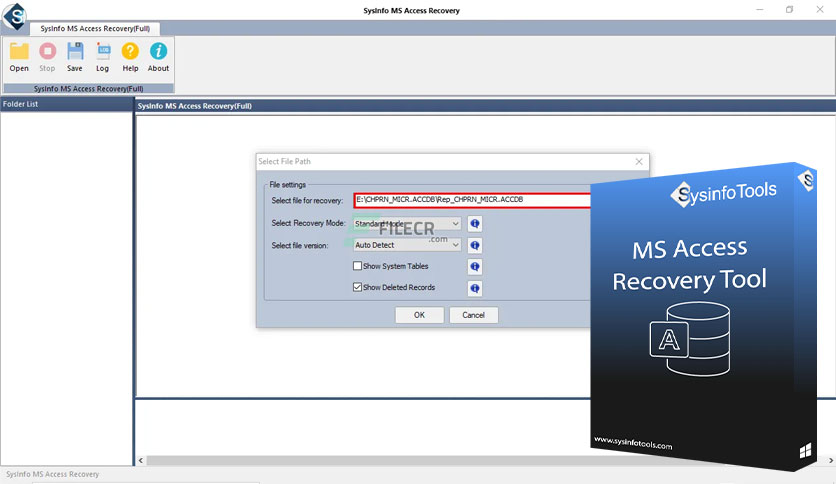 SysInfo MS Access Recovery
SysInfo MS Access Recovery(Full)
Open Stop Save Log Help About
SysInfo MS Access Recovery(Full)
Folder List
SysInfo MS Access Recovery(Full)
Select File Path
File settings
Select file for recovery: E:\CHPRN_MICR.ACCDB\Rep_CHPRN_MICR.ACCDB
Select Recovery Mode: Standard Mode
FILECR
.com
Select file version: Auto Detect
Show System Tables
Show Deleted Records
OK Cancel
SysinfoTools
MS Access
Recovery Tool
A
www.sysinfotools.com
SysInfo MS Access Recovery